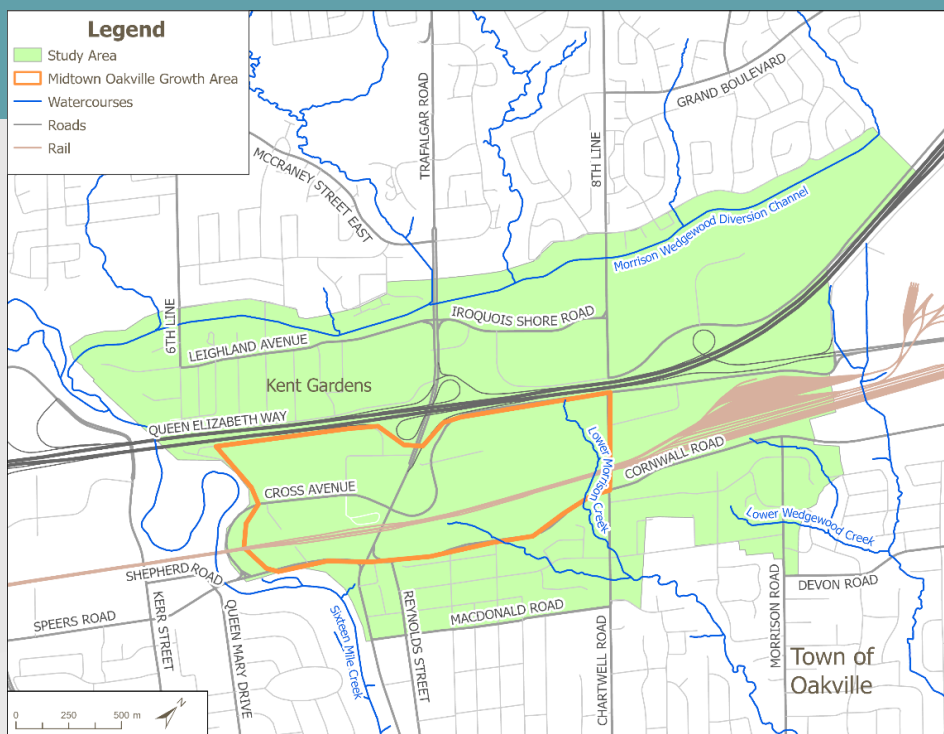 Legend
Study Area
Midtown Oakville Growth Area
Watercourses
Roads
Rail
GRAND BOULEVARD
TRAFALGAR ROAD
8TH LINE
MCCRANEY STREET EAST
Morrison Wedgewood Diversion Channel
6TH LINE
IROQUOIS SHORE ROAD
LEIGHLAND AVENUE
Kent Gardens
QUEEN ELIZABETH WAY
Lower Morrison Creek
CORNWALL ROAD
CROSS AVENUE
Lower Wedgewood Creek
SHEPHERD ROAD
DEVON ROAD
SPEERS ROAD
KERR STREET
QUEEN MARY DRIVE
Sixteen Mile Creek
REYNOLDS STREET
MACDONALD ROAD
CHARTWELL ROAD
MORRISON ROAD
Town of
Oakville
0 250 500 m
N